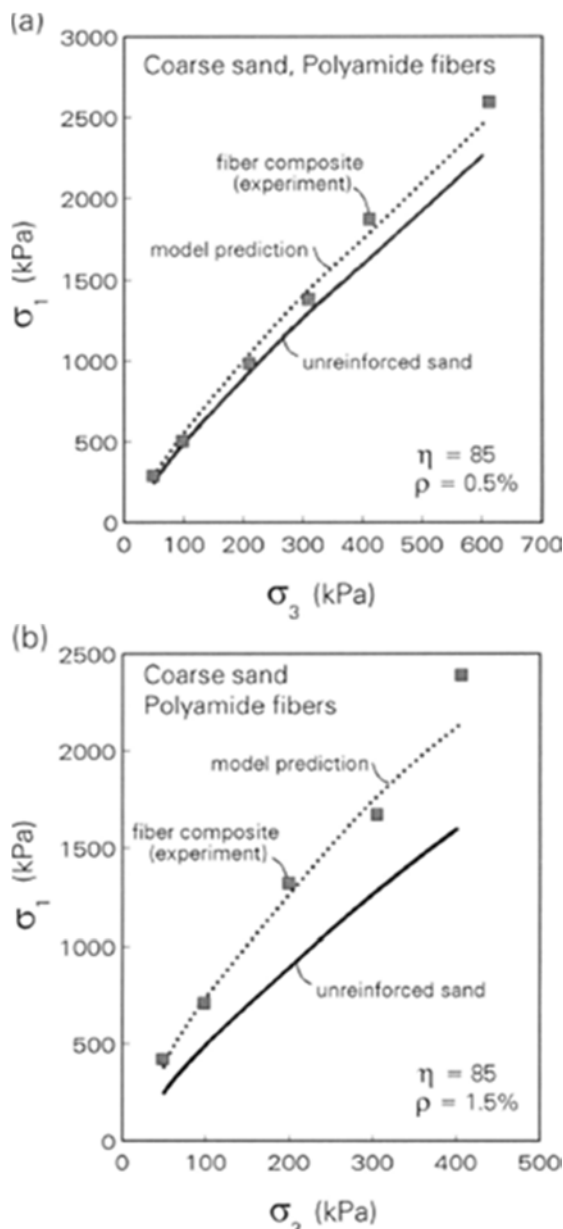 (a)
3000
2500
2000
1500
1000
500
0
σ₁ (kPa)
Coarse sand, Polyamide fibers
fiber composite
(experiment)
model prediction
unreinforced sand
η = 85
ρ = 0.5%
0 100 200 300 400 500 600 700
σ₃ (kPa)
(b)
2500
2000
1500
1000
500
0
σ₁ (kPa)
Coarse sand
Polyamide fibers
model prediction
fiber composite
(experiment)
unreinforced sand
η = 85
ρ = 1.5%
0 100 200 300 400 500
(kPa)